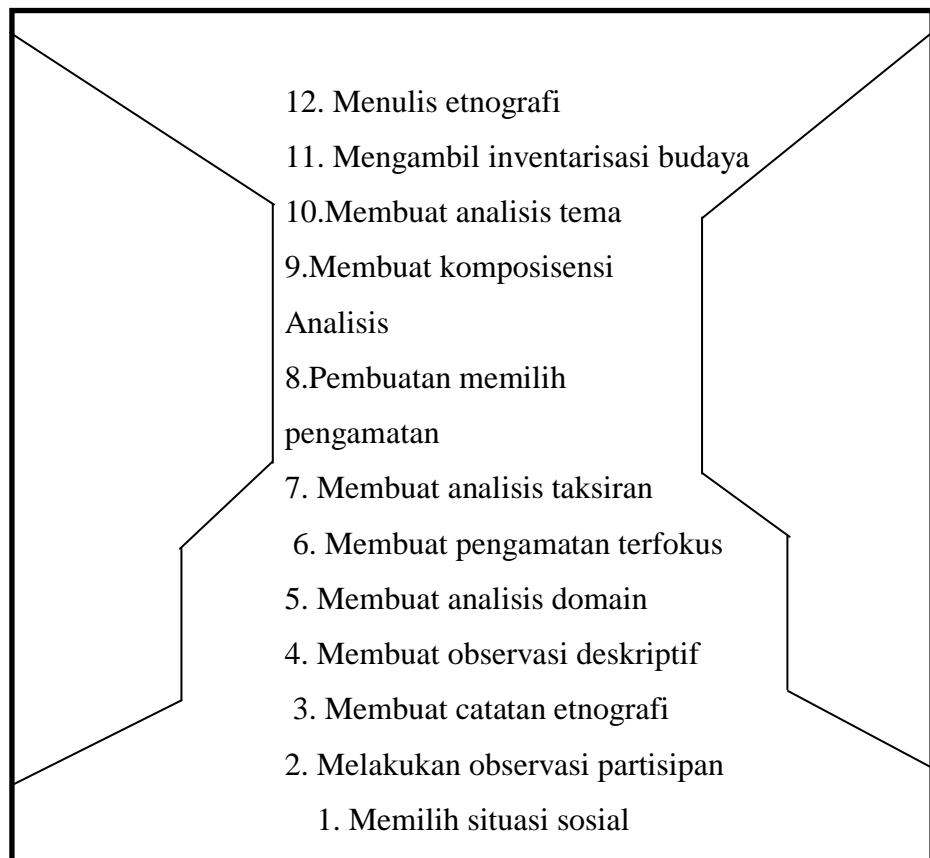 12. Menulis etnografi
11. Mengambil inventarisasi budaya
10.Membuat analisis tema
9.Membuat komposisensi
Analisis
8.Pembuatan memilih
pengamatan
7. Membuat analisis taksiran
6. Membuat pengamatan terfokus
5. Membuat analisis domain
4. Membuat observasi deskriptif
3. Membuat catatan etnografi
2. Melakukan observasi partisipan
1. Memilih situasi sosial